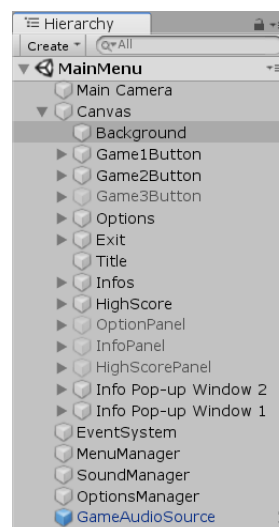 Hierarchy
Create All
MainMenu
Main Camera
Canvas
Background
Game1Button
Game2Button
Game3Button
Options
Exit
Title
Infos
HighScore
OptionPanel
InfoPanel
HighScorePanel
Info Pop-up Window 2
Info Pop-up Window 1
EventSystem
MenuManager
SoundManager
OptionsManager
GameAudioSource